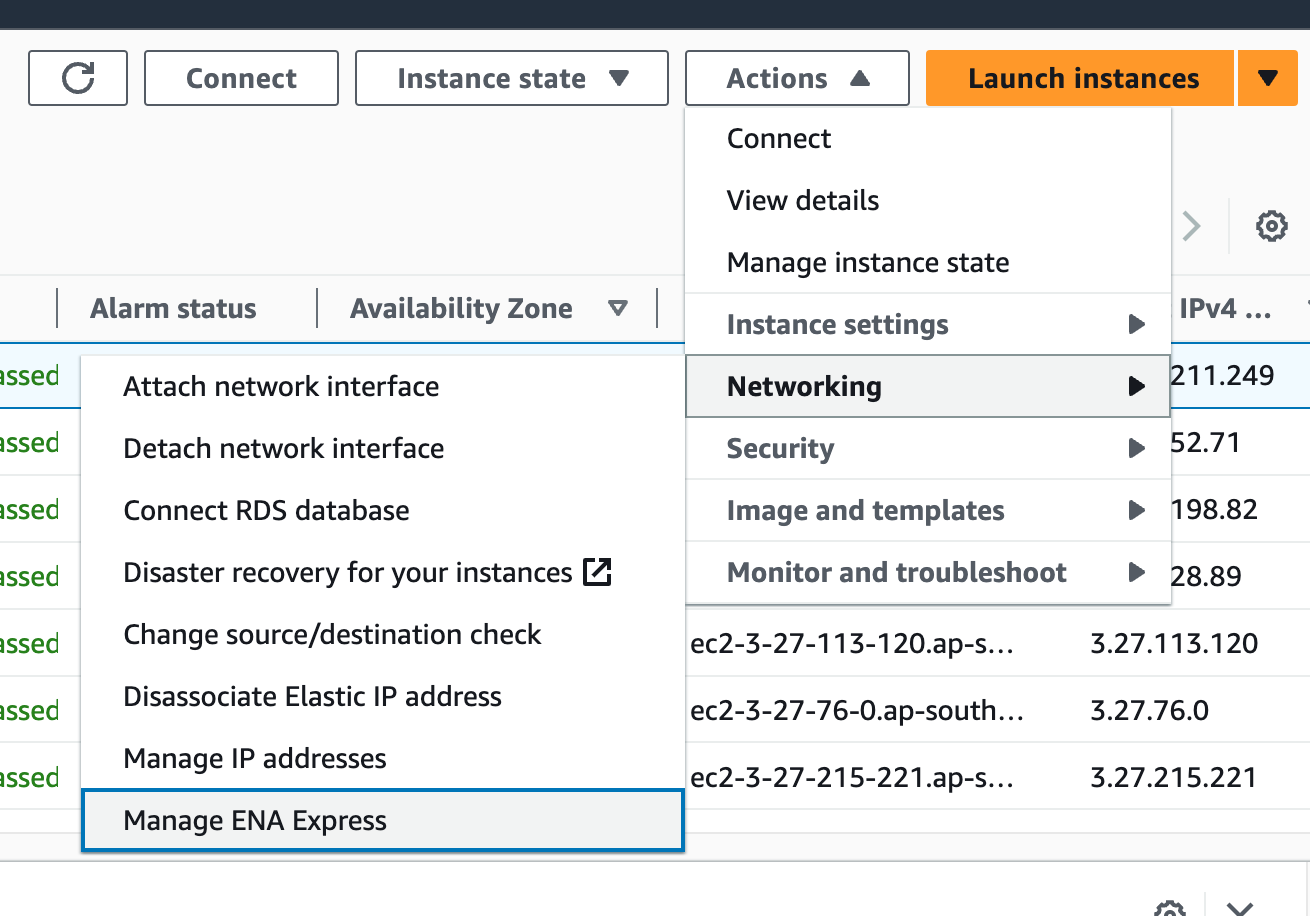 Connect
Instance state
Actions
Launch instances
Connect
View details
Manage instance state
Alarm status
Availability Zone
Instance settings
IPv4 ...
assed
Attach network interface
Networking
211.249
assed
Detach network interface
Security
52.71
assed
Connect RDS database
Image and templates
198.82
assed
Disaster recovery for your instances
Monitor and troubleshoot
28.89
assed
Change source/destination check
ec2-3-27-113-120.ap-s...
3.27.113.120
assed
Disassociate Elastic IP address
ec2-3-27-76-0.ap-south...
3.27.76.0
assed
Manage IP addresses
ec2-3-27-215-221.ap-s...
3.27.215.221
Manage ENA Express